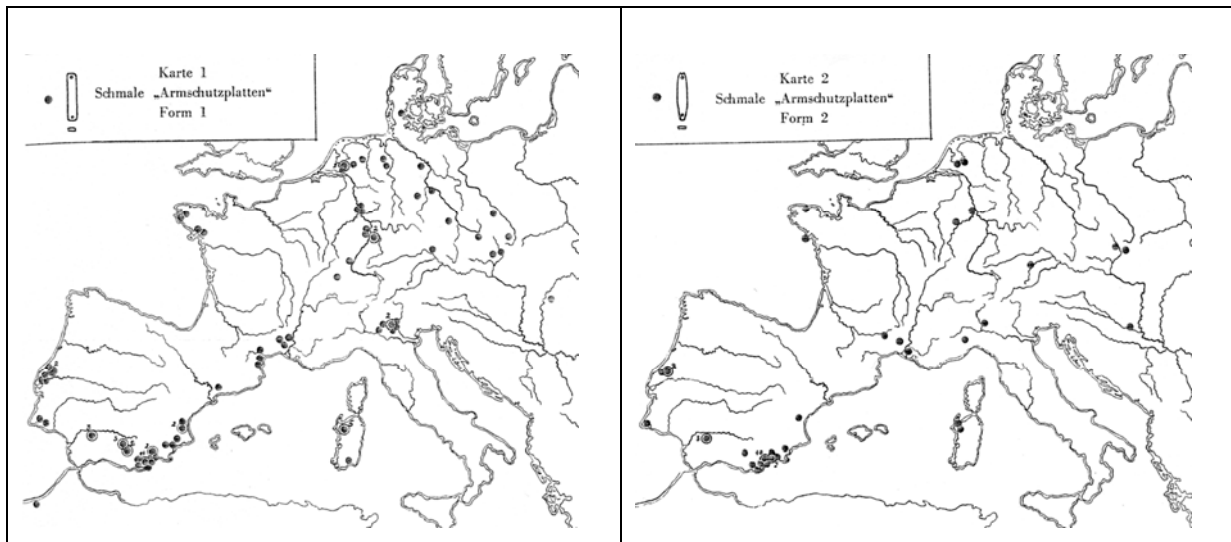 Karte 1
Schmale „Armschutzplatten“
Form 1
Karte 2
Schmale „Armschutzplatten“
Form 2